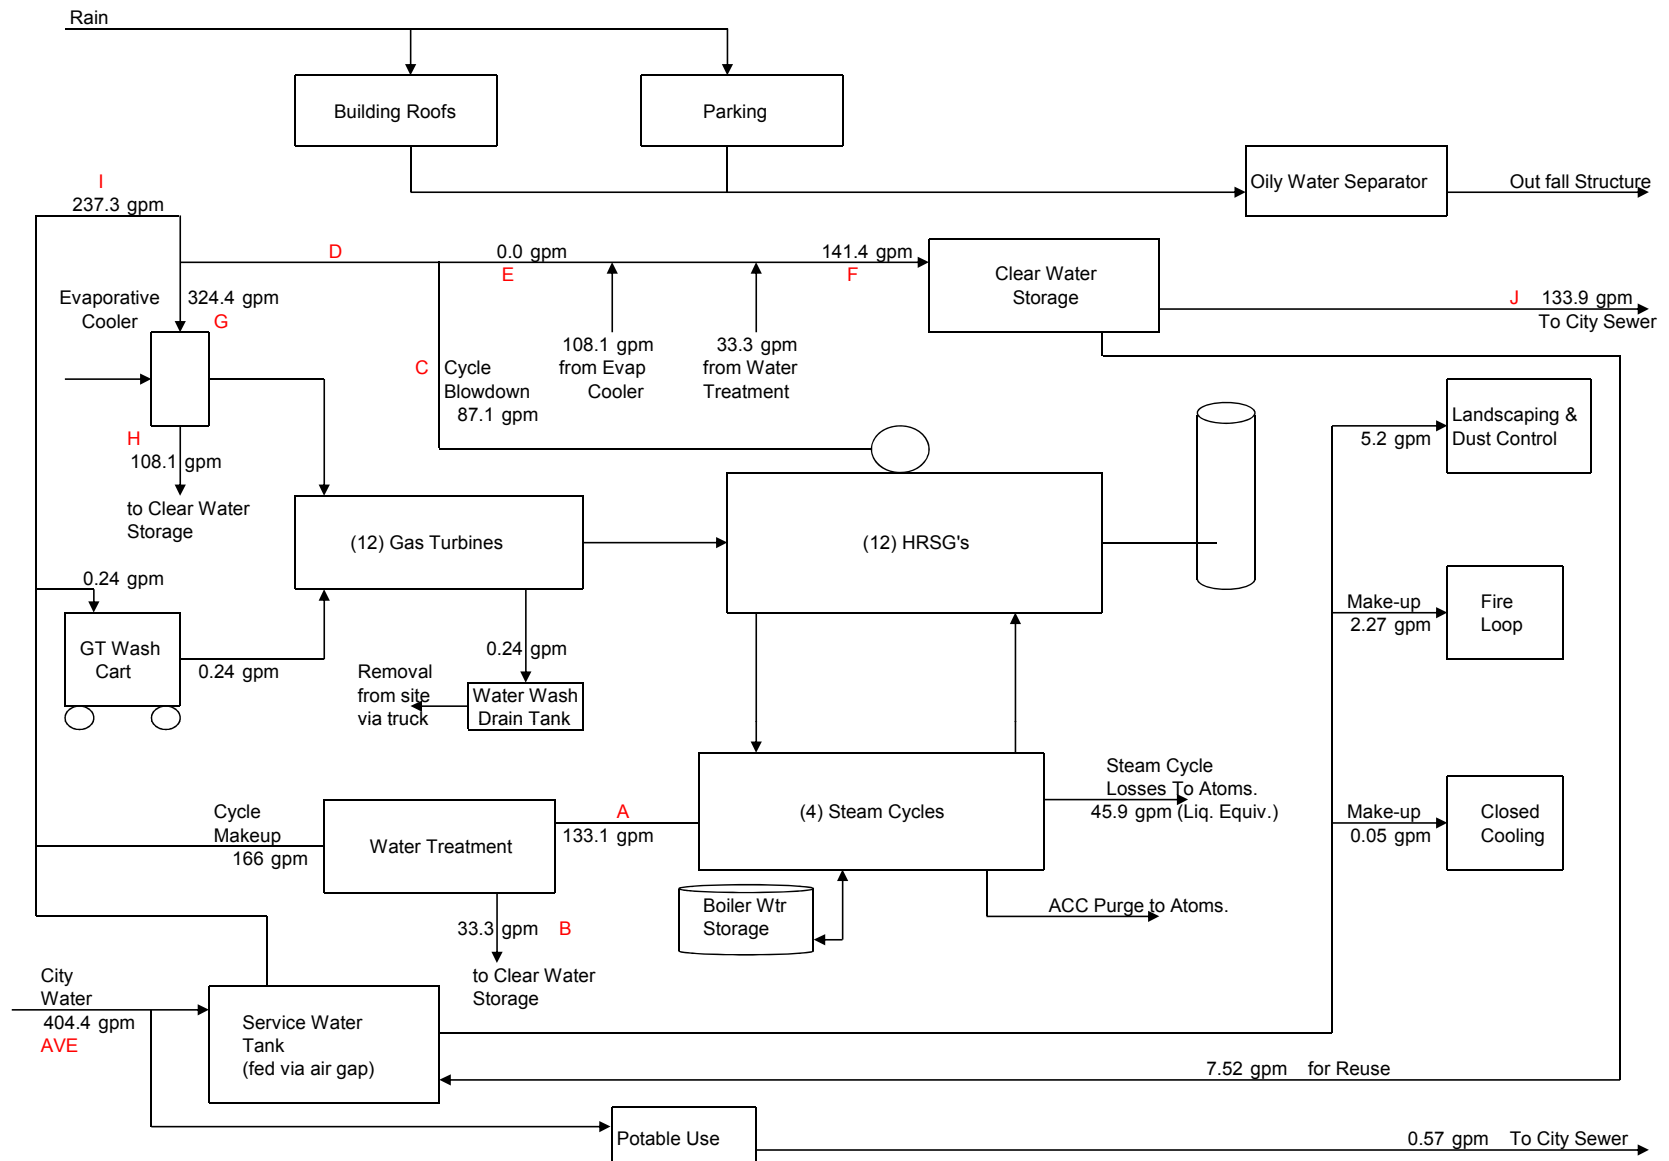 Rain
Building Roofs
Parking
Oily Water Separator
Out fall Structure
I
237.3 gpm
D
0.0 gpm
E
141.4 gpm
F
Clear Water
Storage
J 133.9 gpm
To City Sewer
Evaporative
Cooler
324.4 gpm
G
108.1 gpm
from Evap
Cooler
33.3 gpm
from Water
Treatment
C Cycle
Blowdown
87.1 gpm
Landscaping &
Dust Control
5.2 gpm
H
108.1 gpm
to Clear Water
Storage
(12) Gas Turbines
(12) HRSG's
0.24 gpm
GT Wash
Cart
0.24 gpm
0.24 gpm
Removal
from site
via truck
Water Wash
Drain Tank
Make-up
2.27 gpm
Fire
Loop
Steam Cycle
Losses To Atoms.
45.9 gpm (Liq. Equiv.)
(4) Steam Cycles
Make-up
0.05 gpm
Closed
Cooling
Cycle
Makeup
166 gpm
Water Treatment
A
133.1 gpm
Boiler Wtr
Storage
ACC Purge to Atoms.
33.3 gpm B
to Clear Water
Storage
City
Water
404.4 gpm
AVE
Service Water
Tank
(fed via air gap)
7.52 gpm for Reuse
Potable Use
0.57 gpm To City Sewer